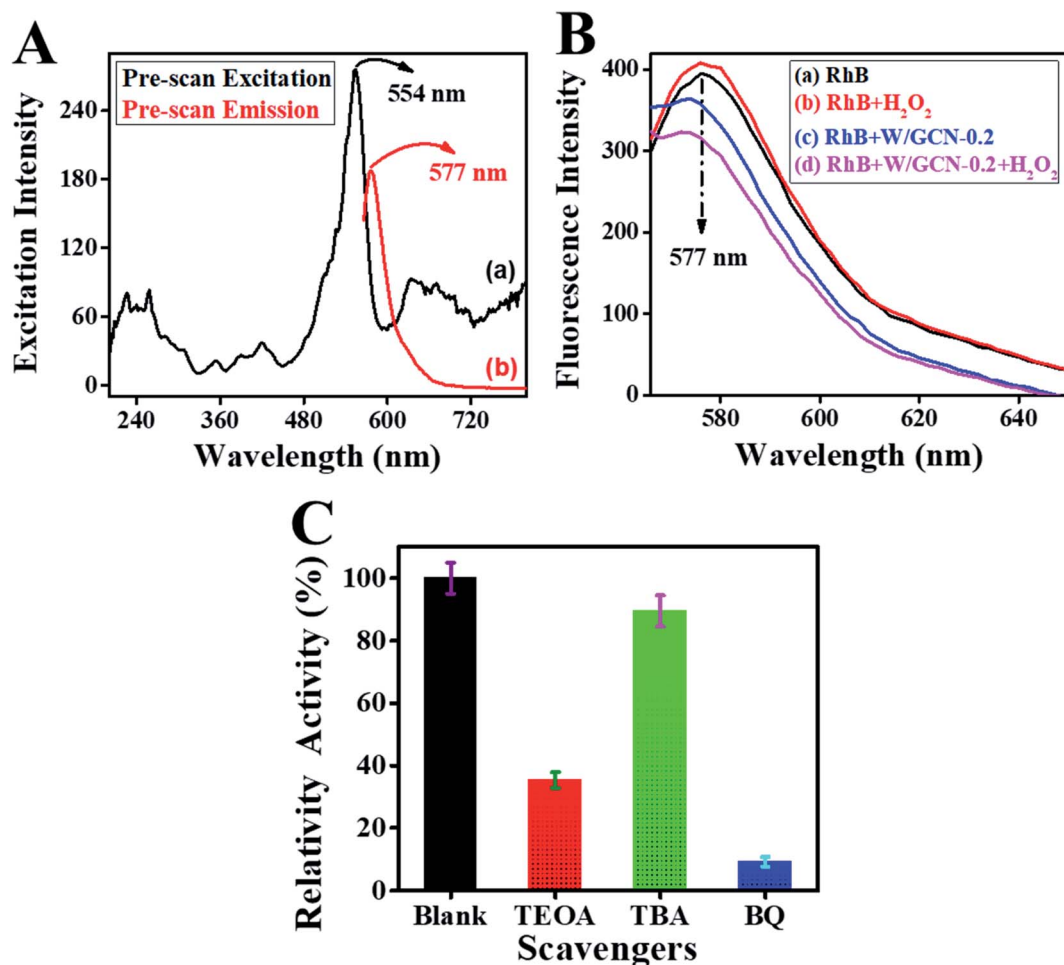 A
Pre-scan Excitation
Pre-scan Emission
554 nm
577 nm
(a)
(b)
Excitation Intensity
240
180
120
60
0
240 360 480 600 720
Wavelength (nm)
B
(a) RhB
(b) RhB+H₂O₂
(c) RhB+W/GCN-0.2
(d) RhB+W/GCN-0.2+H₂O₂
577 nm
Fluorescence Intensity
400
300
200
100
0
580 600 620 640
Wavelength (nm)
C
Relativity Activity (%)
100
80
60
40
20
0
Blank TEOA TBA BQ
Scavengers